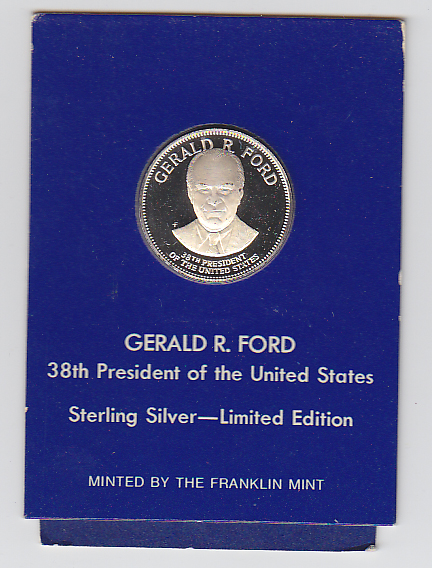 GERALD R. FORD
38TH PRESIDENT
OF THE UNITED STATES
GERALD R. FORD
38th President of the United States
Sterling Silver—Limited Edition
MINTED BY THE FRANKLIN MINT